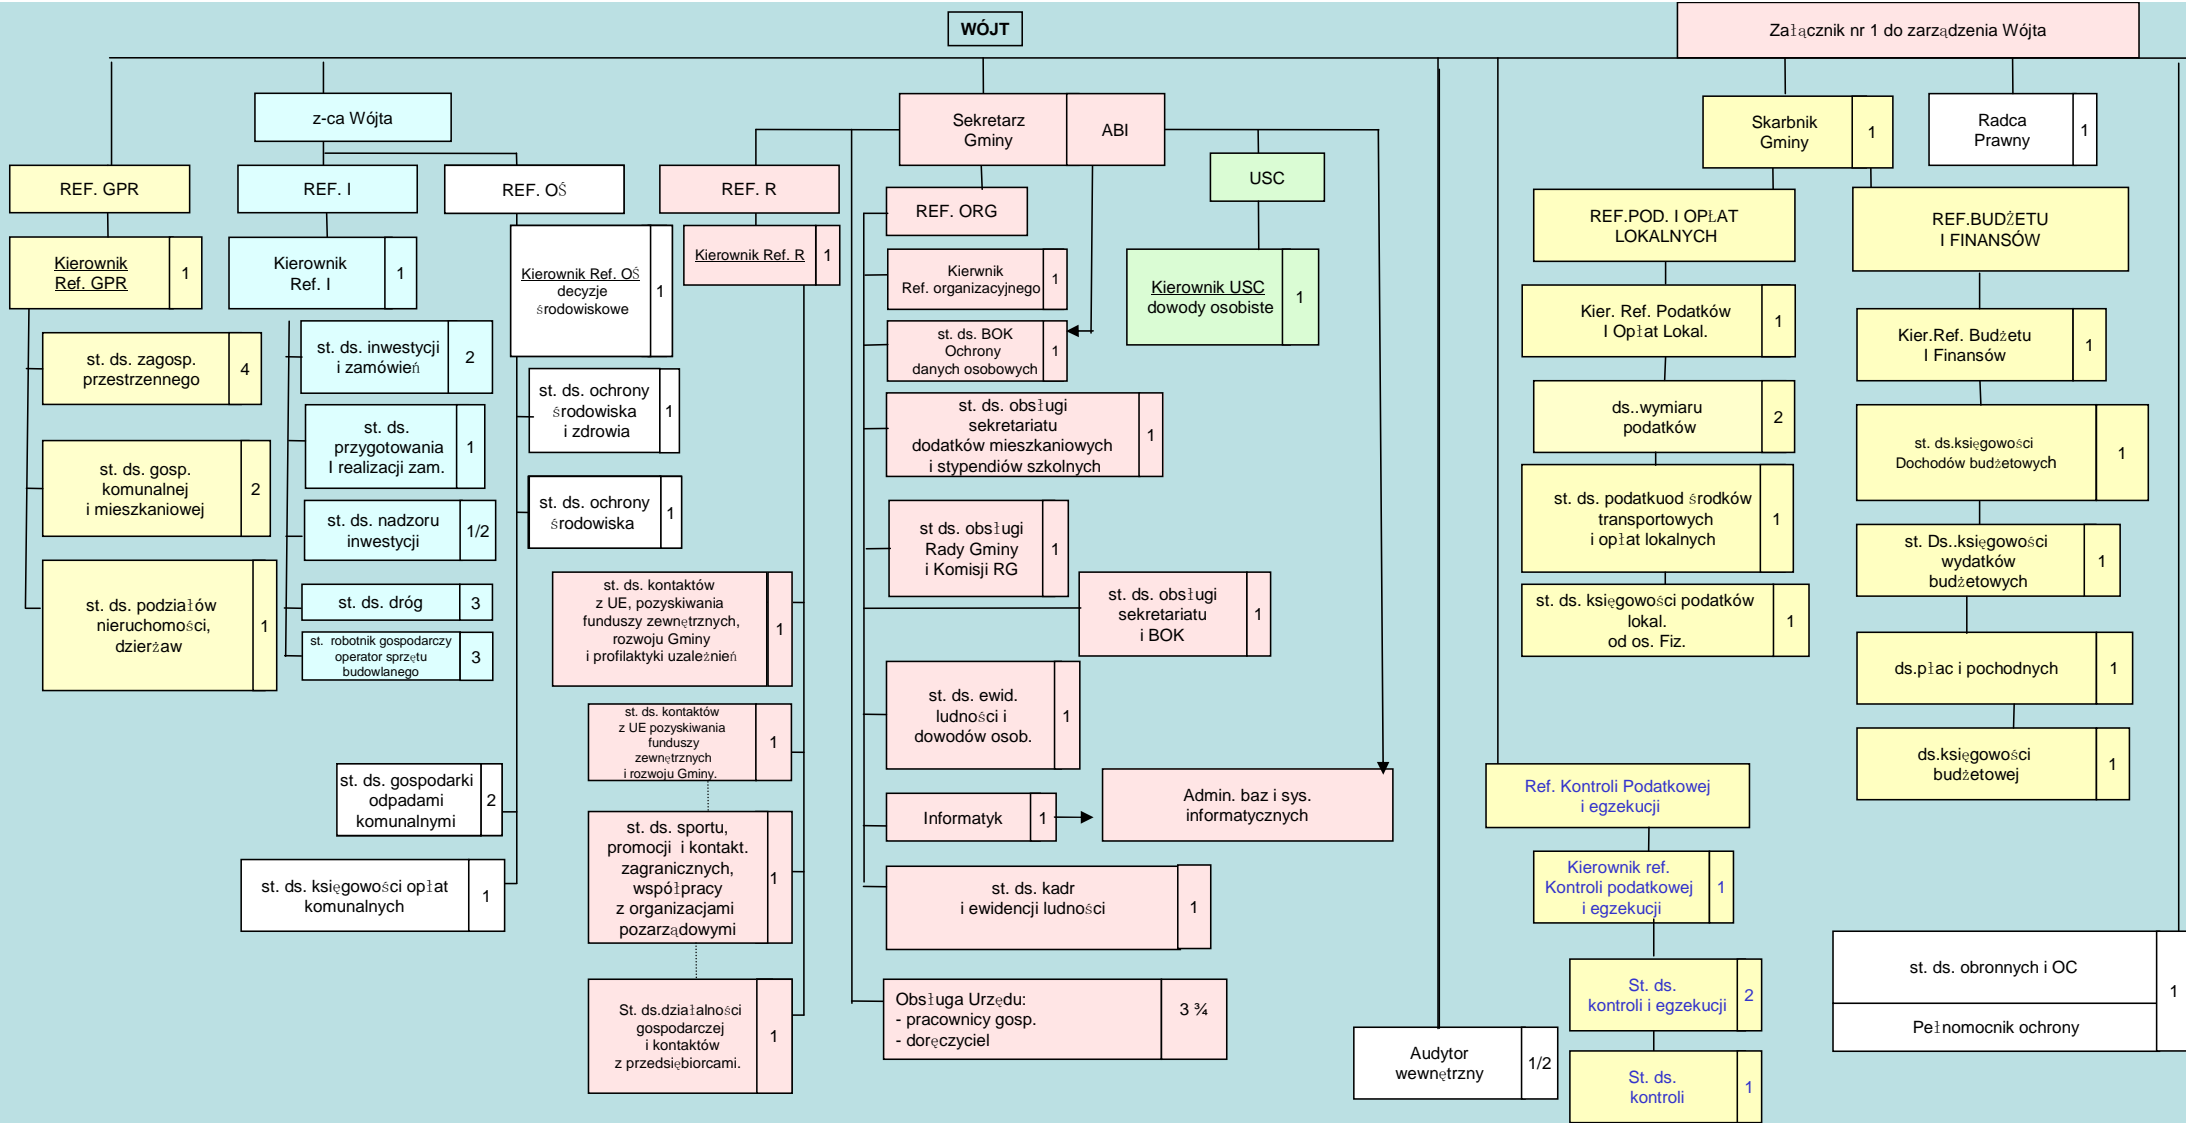 WÓJT
Załącznik nr 1 do zarządzenia Wójta
z-ca Wójta
Sekretarz
Gminy
ABI
Skarbnik
Gminy
1
Radca
Prawny
1
REF. GPR
REF. I
REF. OŚ
REF. R
USC
REF. ORG
REF.POD. I OPŁAT
LOKALNYCH
REF.BUDŻETU
I FINANSÓW
Kierownik
Ref. GPR
1
st. ds. zagosp.
przestrzennego
4
st. ds. gosp.
komunalnej
i mieszkaniowej
2
st. ds. podziałów
nieruchomości,
dzierżaw
1
Kierownik
Ref. I
1
st. ds. inwestycji
i zamówień
2
st. ds.
przygotowania
I realizacji zam.
1
st. ds. nadzoru
inwestycji
1/2
st. ds. dróg
3
st. robotnik gospodarczy
operator sprzętu
budowlanego
3
Kierownik Ref. OŚ
decyzje
środowiskowe
1
st. ds. ochrony
środowiska
i zdrowia
1
st. ds. ochrony
środowiska
1
st. ds. gospodarki
odpadami
komunalnymi
2
st. ds. księgowości opłat
komunalnych
1
Kierownik Ref. R
1
st. ds. kontaktów
z UE, pozyskiwania
funduszy zewnętrznych,
rozwoju Gminy
i profilaktyki uzależnień
1
st. ds. kontaktów
z UE pozyskiwania
funduszy
zewnętrznych
i rozwoju Gminy.
1
st. ds. sportu,
promocji i kontakt.
zagranicznych,
współpracy
z organizacjami
pozarządowymi
1
St. ds.działalności
gospodarczej
i kontaktów
z przedsiębiorcami.
1
Kierwnik
Ref. organizacyjnego
1
st. ds. BOK
Ochrony
danych osobowych
1
st. ds. obsługi
sekretariatu
dodatków mieszkaniowych
i stypendiów szkolnych
1
st ds. obsługi
Rady Gminy
i Komisji RG
1
st. ds. obsługi
sekretariatu
i BOK
1
st. ds. ewid.
ludności i
dowodów osob.
1
Informatyk
1
Admin. baz i sys.
informatycznych
st. ds. kadr
i ewidencji ludności
1
Obsługa Urzędu:
- pracownicy gosp.
- doręczyciel
3 ¾
Kierownik USC
dowody osobiste
1
Kier. Ref. Podatków
I Opłat Lokal.
1
ds..wymiaru
podatków
2
st. ds. podatkuod środków
transportowych
i opłat lokalnych
1
st. ds. księgowości podatków
lokal.
od os. Fiz.
1
Kier.Ref. Budżetu
I Finansów
1
st. ds.księgowości
Dochodów budżetowych
1
st. Ds..księgowości
wydatków
budżetowych
1
ds.płac i pochodnych
1
ds.księgowości
budżetowej
1
Ref. Kontroli Podatkowej
i egzekucji
Kierownik ref.
Kontroli podatkowej
i egzekucji
1
St. ds.
kontroli i egzekucji
2
St. ds.
kontroli
1
Audytor
wewnętrzny
1/2
st. ds. obronnych i OC
Pełnomocnik ochrony
1